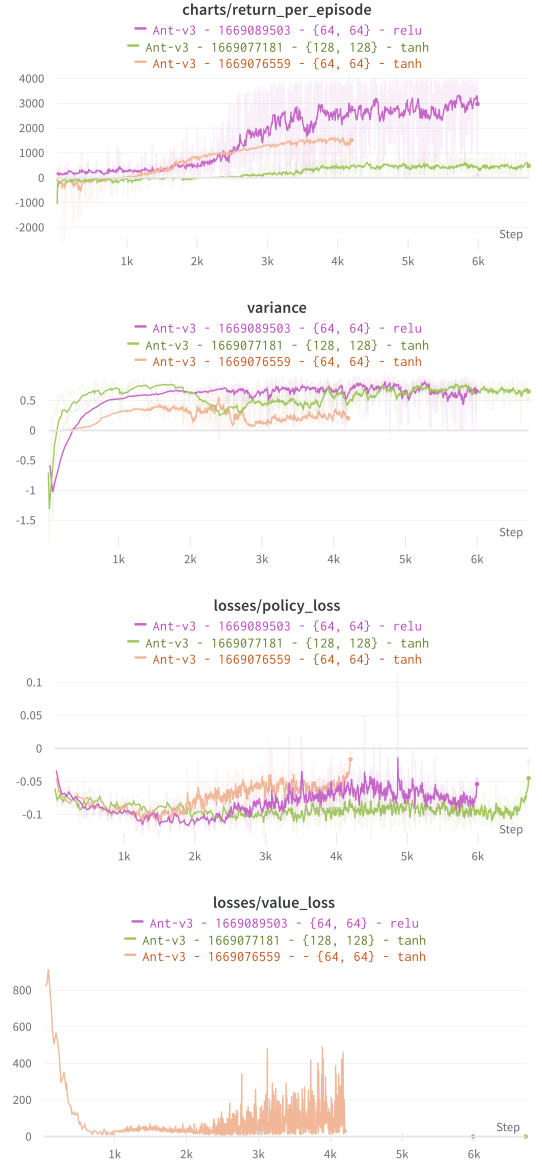 charts/return_per_episode
Ant-v3 - 1669089503 - {64, 64} - relu
Ant-v3 - 1669077181 - {128, 128} - tanh
Ant-v3 - 1669076559 - {64, 64} - tanh
4000
3000
2000
1000
0
-1000
-2000
Step
1k 2k 3k 4k 5k 6k
variance
Ant-v3 - 1669089503 - {64, 64} - relu
Ant-v3 - 1669077181 - {128, 128} - tanh
Ant-v3 - 1669076559 - {64, 64} - tanh
0.5
0
-0.5
-1
-1.5
Step
1k 2k 3k 4k 5k 6k
losses/policy_loss
Ant-v3 - 1669089503 - {64, 64} - relu
Ant-v3 - 1669077181 - {128, 128} - tanh
Ant-v3 - 1669076559 - {64, 64} - tanh
0.1
0.05
0
-0.05
-0.1
Step
1k 2k 3k 4k 5k 6k
losses/value_loss
Ant-v3 - 1669089503 - {64, 64} - relu
Ant-v3 - 1669077181 - {128, 128} - tanh
Ant-v3 - 1669076559 - - {64, 64} - tanh
800
600
400
200
0
Step
1k 2k 3k 4k 5k 6k